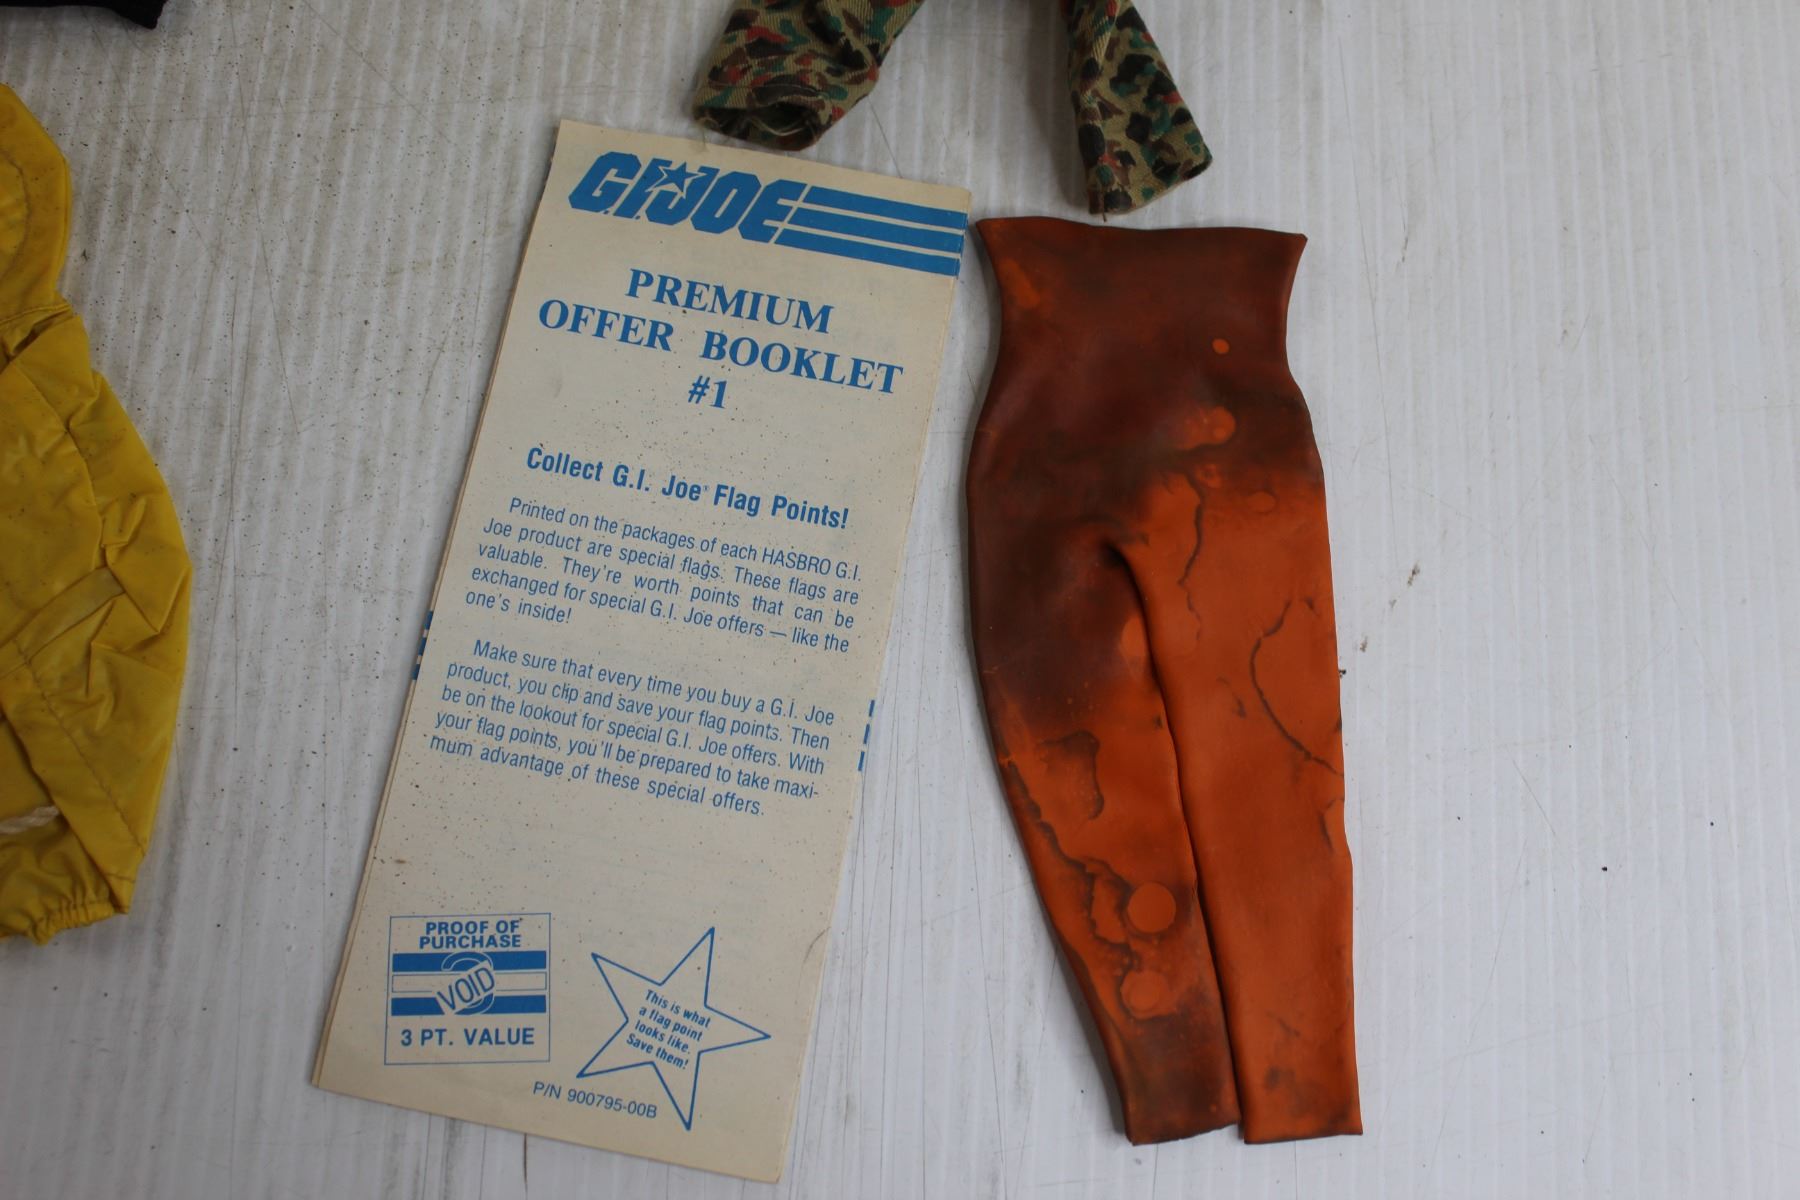 G.I. JOE
PREMIUM
OFFER BOOKLET
#1
Collect G.I. Joe® Flag Points!
Printed on the packages of each HASBRO G.I.
Joe product are special flags. These flags are
valuable. They're worth points that can be
exchanged for special G.I. Joe offers — like the
one's inside!
Make sure that every time you buy a G.I. Joe
product, you clip and save your flag points. Then
be on the lookout for special G.I. Joe offers. With
your flag points, you'll be prepared to take maxi-
mum advantage of these special offers.
PROOF OF
PURCHASE
3
VOID
3 PT. VALUE
This is what
a flag point
looks like.
Save them!
P/N 900795-00B